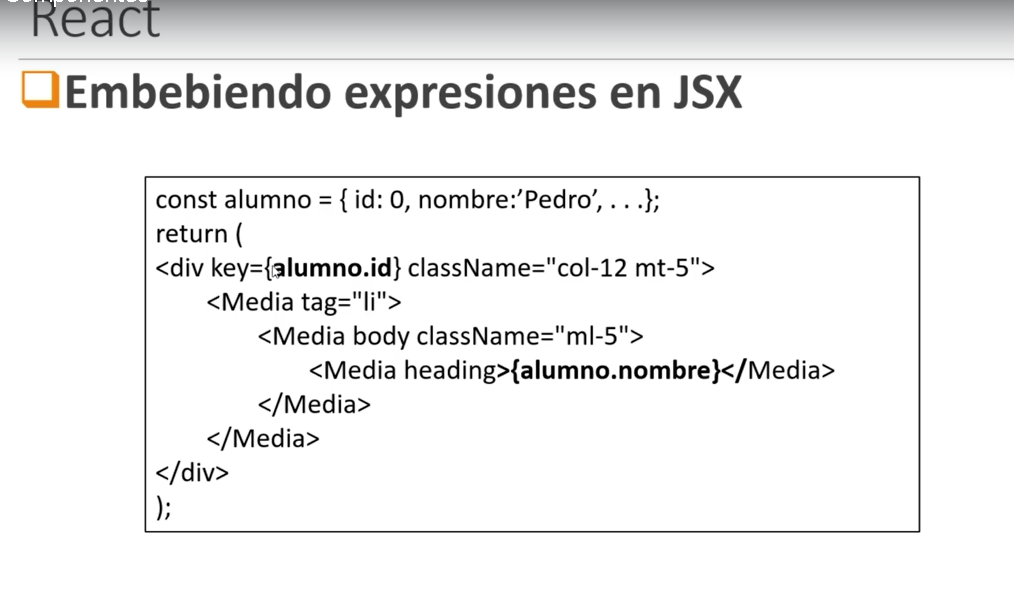 Componentes
React
Embebiendo expresiones en JSX
const alumno = { id: 0, nombre:’Pedro’, . . .};
return (
<div key={alumno.id} className="col-12 mt-5">
<Media tag="li">
<Media body className="ml-5">
<Media heading>{alumno.nombre}</Media>
</Media>
</Media>
</div>
);